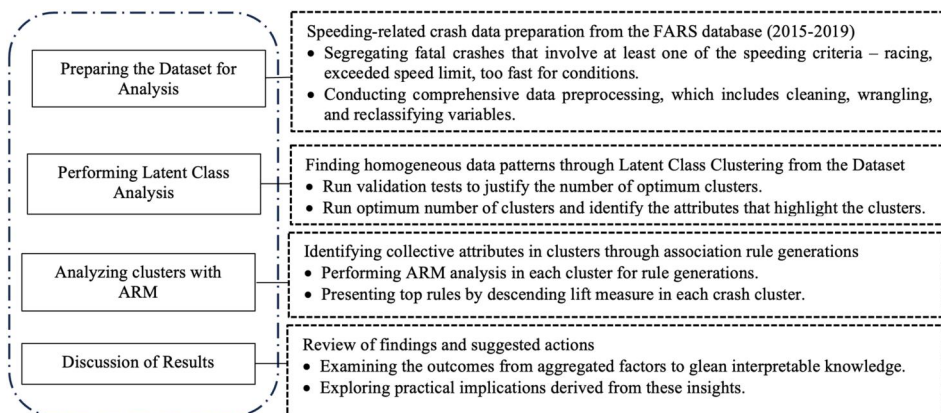 Preparing the Dataset for
Analysis
Speeding-related crash data preparation from the FARS database (2015-2019)
• Segregating fatal crashes that involve at least one of the speeding criteria – racing,
exceeded speed limit, too fast for conditions.
• Conducting comprehensive data preprocessing, which includes cleaning, wrangling,
and reclassifying variables.
Performing Latent Class
Analysis
Finding homogeneous data patterns through Latent Class Clustering from the Dataset
• Run validation tests to justify the number of optimum clusters.
• Run optimum number of clusters and identify the attributes that highlight the clusters.
Analyzing clusters with
ARM
Identifying collective attributes in clusters through association rule generations
• Performing ARM analysis in each cluster for rule generations.
• Presenting top rules by descending lift measure in each crash cluster.
Discussion of Results
Review of findings and suggested actions
• Examining the outcomes from aggregated factors to glean interpretable knowledge.
• Exploring practical implications derived from these insights.